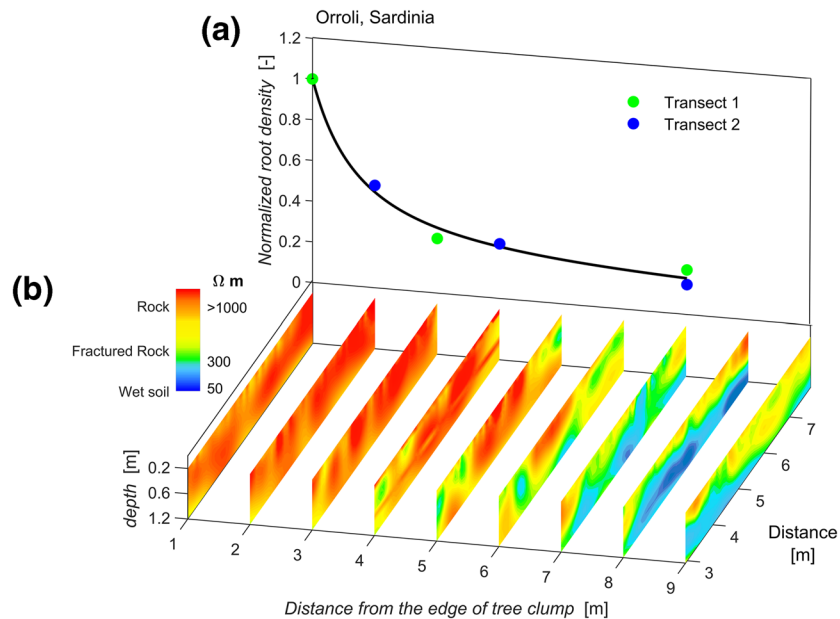 Orroli, Sardinia
(a)
Normalized root density [-]
1.2
1
0.8
0.6
0.4
0.2
0
Transect 1
Transect 2
(b)
Ω m
Rock
>1000
Fractured Rock
300
Wet soil
50
depth [m]
0.2
0.6
1.2
1
2
3
4
5
6
7
8
9
Distance from the edge of tree clump [m]
3
4
5
6
7
Distance
[m]